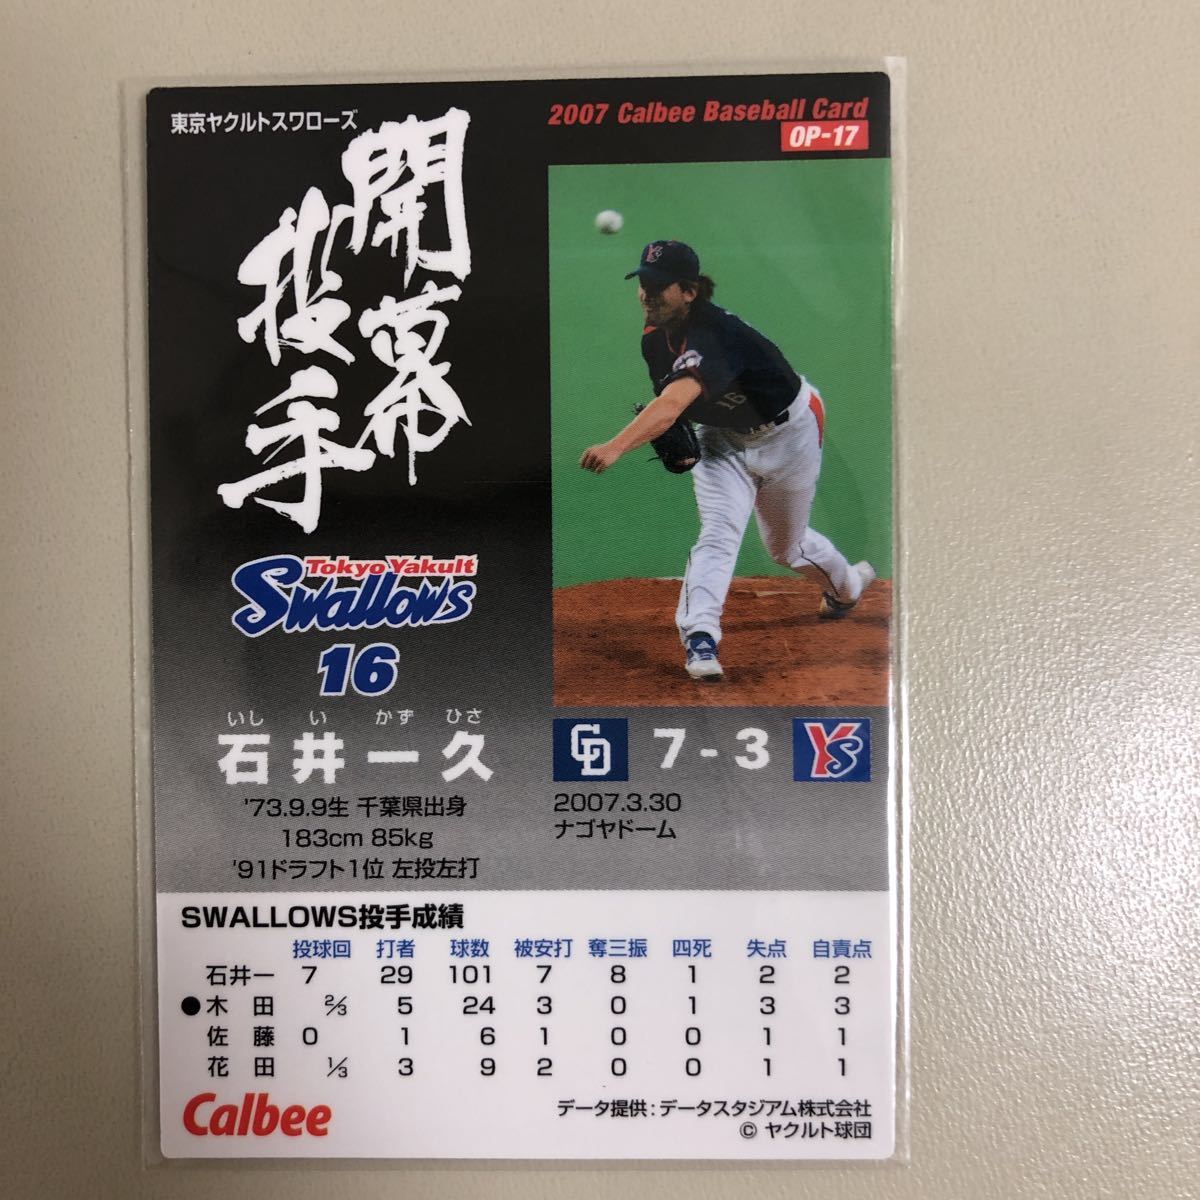 東京ヤクルトスワローズ
2007 Calbee Baseball Card
OP-17
開幕
投手
YS
16
Tokyo Yakult
Swallows
16
いし い かず ひさ
石井一久
'73.9.9生 千葉県出身
183cm 85kg
'91ドラフト1位 左投左打
CD 7-3 YS
2007.3.30
ナゴヤドーム
SWALLOWS投手成績
投球回 打者 球数 被安打 奪三振 四死 失点 自責点
石井一 7 29 101 7 8 1 2 2
●木田 2/3 5 24 3 0 1 3 3
佐藤 0 1 6 1 0 0 1 1
花田 1/3 3 9 2 0 0 1 1
Calbee
データ提供:データスタジアム株式会社
© ヤクルト球団